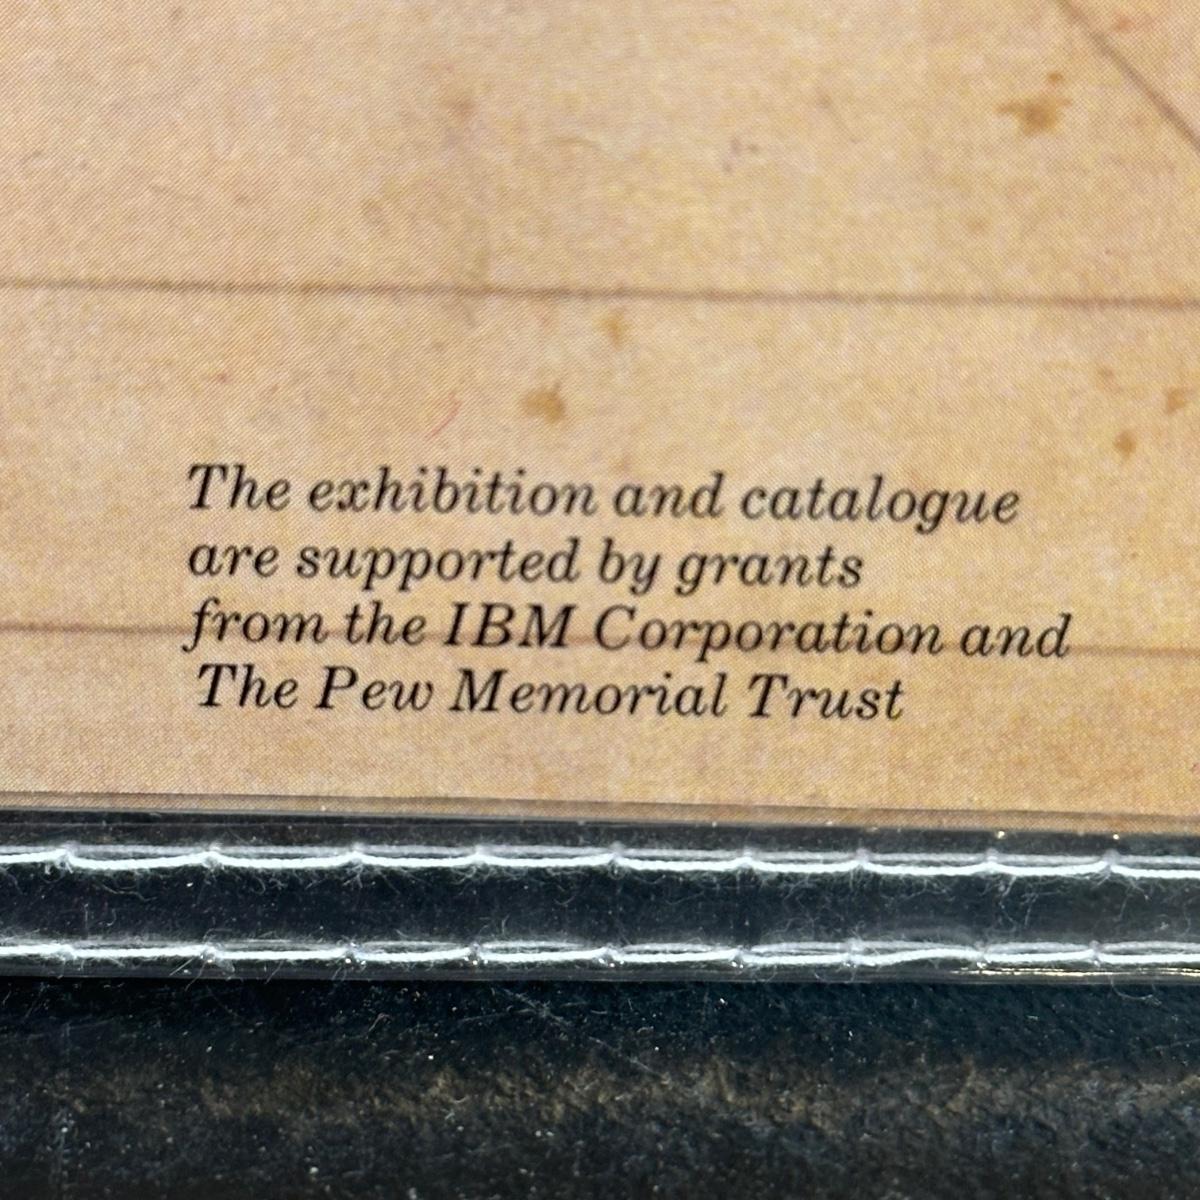 The exhibition and catalogue
are supported by grants
from the IBM Corporation and
The Pew Memorial Trust